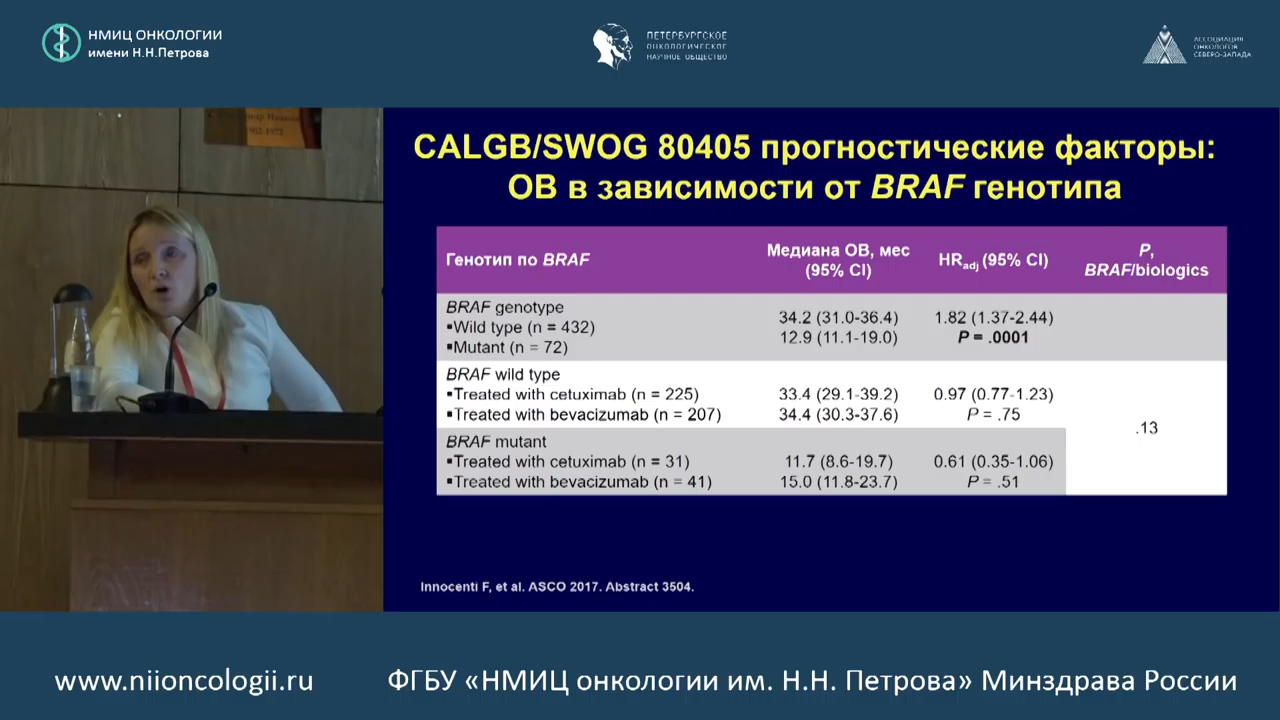 НМИЦ ОНКОЛОГИИ
имени Н.Н.Петрова
ПЕТЕРБУРГСКОЕ
ОНКОЛОГИЧЕСКОЕ
НАУЧНОЕ ОБЩЕСТВО
АССОЦИАЦИЯ
ОНКОЛОГОВ
СЕВЕРО-ЗАПАДА
CALGB/SWOG 80405 прогностические факторы:
ОВ в зависимости от BRAF генотипа
Генотип по BRAF
Медиана ОВ, мес
(95% CI)
HRadj (95% CI)
P,
BRAF/biologics
BRAF genotype
▪Wild type (n = 432)
▪Mutant (n = 72)
34.2 (31.0-36.4)
12.9 (11.1-19.0)
1.82 (1.37-2.44)
P = .0001
BRAF wild type
▪Treated with cetuximab (n = 225)
▪Treated with bevacizumab (n = 207)
33.4 (29.1-39.2)
34.4 (30.3-37.6)
0.97 (0.77-1.23)
P = .75
.13
BRAF mutant
▪Treated with cetuximab (n = 31)
▪Treated with bevacizumab (n = 41)
11.7 (8.6-19.7)
15.0 (11.8-23.7)
0.61 (0.35-1.06)
P = .51
Innocenti F, et al. ASCO 2017. Abstract 3504.
www.niioncologii.ru
ФГБУ «НМИЦ онкологии им. Н.Н. Петрова» Минздрава России